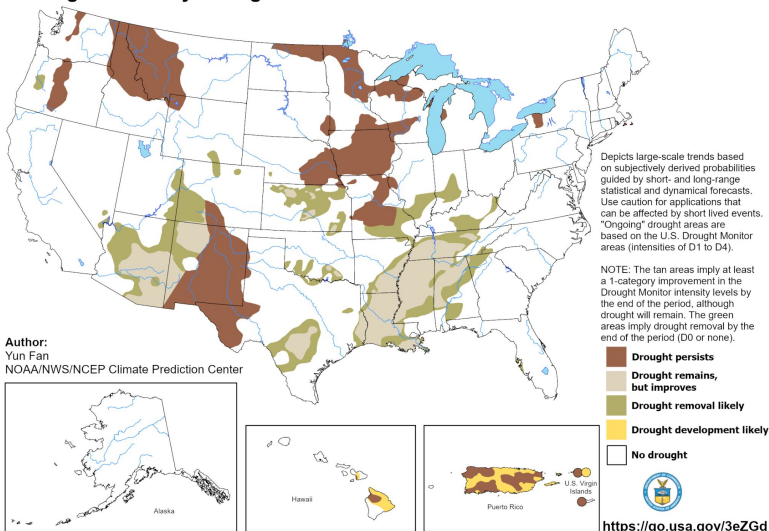 Depicts large-scale trends based
on subjectively derived probabilities
guided by short- and long-range
statistical and dynamical forecasts.
Use caution for applications that
can be affected by short lived events.
"Ongoing" drought areas are
based on the U.S. Drought Monitor
areas (intensities of D1 to D4).
NOTE: The tan areas imply at least
a 1-category improvement in the
Drought Monitor intensity levels by
the end of the period, although
drought will remain. The green
areas imply drought removal by the
end of the period (D0 or none).
Author:
Yun Fan
NOAA/NWS/NCEP Climate Prediction Center
Drought persists
Drought remains,
but improves
Drought removal likely
Drought development likely
No drought
Alaska
Hawaii
Puerto Rico
U.S. Virgin
Islands
https://go.usa.gov/3eZGd